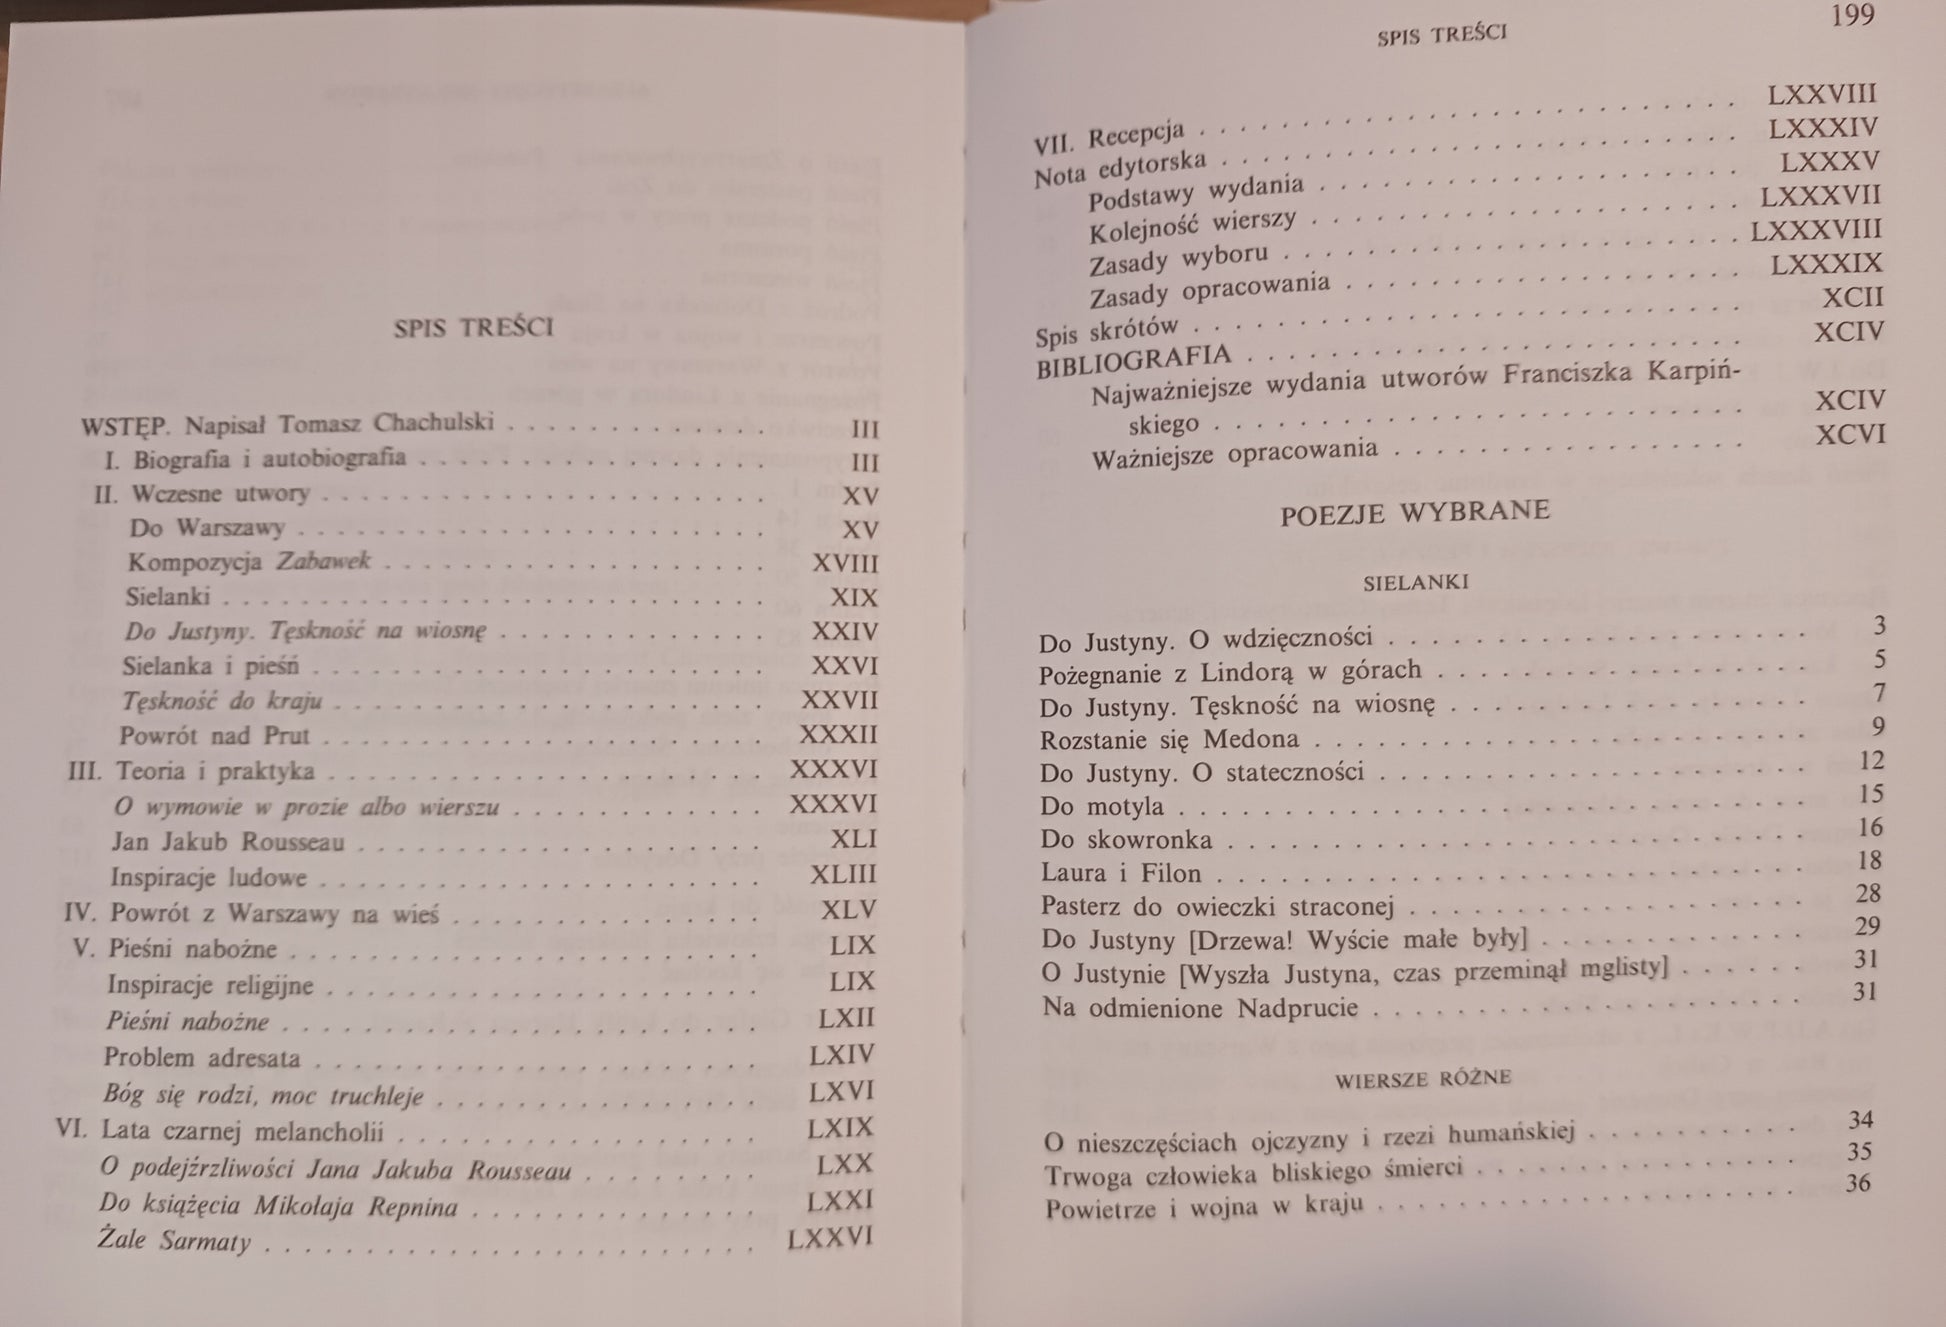 SPIS TREŚCI
WSTĘP. Napisał Tomasz Chachulski . . . . . . . . . . . . . III
I. Biografia i autobiografia . . . . . . . . . . . . . . . . . III
II. Wczesne utwory . . . . . . . . . . . . . . . . . . . . . XV
Do Warszawy . . . . . . . . . . . . . . . . . . . . . . XV
Kompozycja Zabawek . . . . . . . . . . . . . . . . . . XVIII
Sielanki . . . . . . . . . . . . . . . . . . . . . . . . . XIX
Do Justyny. Tęskność na wiosnę . . . . . . . . . . . . . XXIV
Sielanka i pieśń . . . . . . . . . . . . . . . . . . . . . XXVI
Tęskność do kraju . . . . . . . . . . . . . . . . . . . . XXVII
Powrót nad Prut . . . . . . . . . . . . . . . . . . . . . XXXII
III. Teoria i praktyka . . . . . . . . . . . . . . . . . . . . XXXVI
O wymowie w prozie albo wierszu . . . . . . . . . . . . XXXVI
Jan Jakub Rousseau . . . . . . . . . . . . . . . . . . . XLI
Inspiracje ludowe . . . . . . . . . . . . . . . . . . . . . XLIII
IV. Powrót z Warszawy na wieś . . . . . . . . . . . . . . . XLV
V. Pieśni nabożne . . . . . . . . . . . . . . . . . . . . . . LIX
Inspiracje religijne . . . . . . . . . . . . . . . . . . . . LIX
Pieśni nabożne . . . . . . . . . . . . . . . . . . . . . . LXII
Problem adresata . . . . . . . . . . . . . . . . . . . . . LXIV
Bóg się rodzi, moc truchleje . . . . . . . . . . . . . . . LXVI
VI. Lata czarnej melancholii . . . . . . . . . . . . . . . . . LXIX
O podejźrzliwości Jana Jakuba Rousseau . . . . . . . . LXX
Do książęcia Mikołaja Repnina . . . . . . . . . . . . . LXXI
Żale Sarmaty . . . . . . . . . . . . . . . . . . . . . . . LXXVI
SPIS TREŚCI 199
VII. Recepcja . . . . . . . . . . . . . . . . . . . . . . . . LXXVIII
Nota edytorska . . . . . . . . . . . . . . . . . . . . . . . LXXXIV
Podstawy wydania . . . . . . . . . . . . . . . . . . . LXXXV
Kolejność wierszy . . . . . . . . . . . . . . . . . . . LXXXVII
Zasady wyboru . . . . . . . . . . . . . . . . . . . . . LXXXVIII
Zasady opracowania . . . . . . . . . . . . . . . . . . LXXXIX
Spis skrótów . . . . . . . . . . . . . . . . . . . . . . . . XCII
BIBLIOGRAFIA . . . . . . . . . . . . . . . . . . . . . . XCIV
Najważniejsze wydania utworów Franciszka Karpiń-
skiego . . . . . . . . . . . . . . . . . . . . . . . . XCIV
Ważniejsze opracowania . . . . . . . . . . . . . . . . XCVI
POEZJE WYBRANE
SIELANKI
Do Justyny. O wdzięczności . . . . . . . . . . . . . . . . . 3
Pożegnanie z Lindorą w górach . . . . . . . . . . . . . . . 5
Do Justyny. Tęskność na wiosnę . . . . . . . . . . . . . . 7
Rozstanie się Medona . . . . . . . . . . . . . . . . . . . . 9
Do Justyny. O stateczności . . . . . . . . . . . . . . . . . 12
Do motyla . . . . . . . . . . . . . . . . . . . . . . . . . 15
Do skowronka . . . . . . . . . . . . . . . . . . . . . . . 16
Laura i Filon . . . . . . . . . . . . . . . . . . . . . . . . 18
Pasterz do owieczki straconej . . . . . . . . . . . . . . . . 28
Do Justyny [Drzewa! Wyście małe były] . . . . . . . . . . . 29
O Justynie [Wyszła Justyna, czas przeminął mglisty] . . . . . . 31
Na odmienione Nadprucie . . . . . . . . . . . . . . . . . 31
WIERSZE RÓŻNE
O nieszczęściach ojczyzny i rzezi humańskiej . . . . . . . . . 34
Trwoga człowieka bliskiego śmierci . . . . . . . . . . . . . . 35
Powietrze i wojna w kraju . . . . . . . . . . . . . . . . . . 36